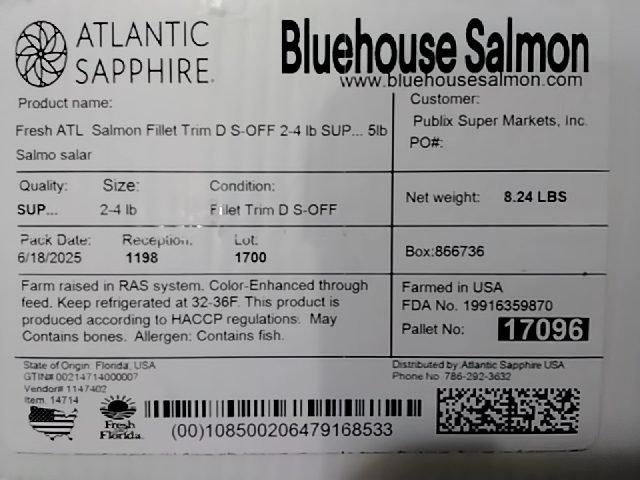 ATLANTIC
SAPPHIRE.
Bluehouse Salmon
www.bluehousesalmon.com
Product name:
Fresh ATL Salmon Fillet Trim D S-OFF 2-4 lb SUP... 5lb
Salmo salar
Customer:
Publix Super Markets, Inc.
PO#:
Quality: Size: Condition:
SUP... 2-4 lb Fillet Trim D S-OFF
Net weight: 8.24 LBS
Pack Date: Reception: Lot:
6/18/2025 1198 1700
Box:866736
Farm raised in RAS system. Color-Enhanced through
feed. Keep refrigerated at 32-36F. This product is
produced according to HACCP regulations. May
Contains bones. Allergen: Contains fish.
Farmed in USA
FDA No. 19916359870
Pallet No: 17096
State of Origin: Florida, USA
GTIN# 00214714000007
Vendor# 1147402
Item. 14714
Distributed by Atlantic Sapphire USA
Phone No 786-292-3632
Fresh
Florida.
(00)108500206479168533